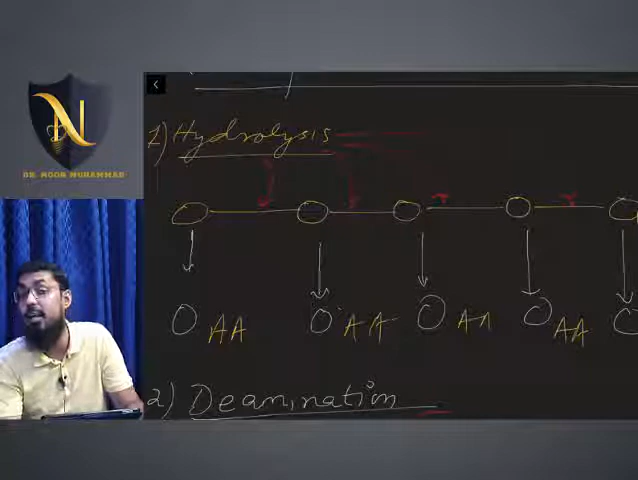 N
DR. NOOR MUHAMMAD
1) Hydrolysis
AA AA AA AA
2) Deamination